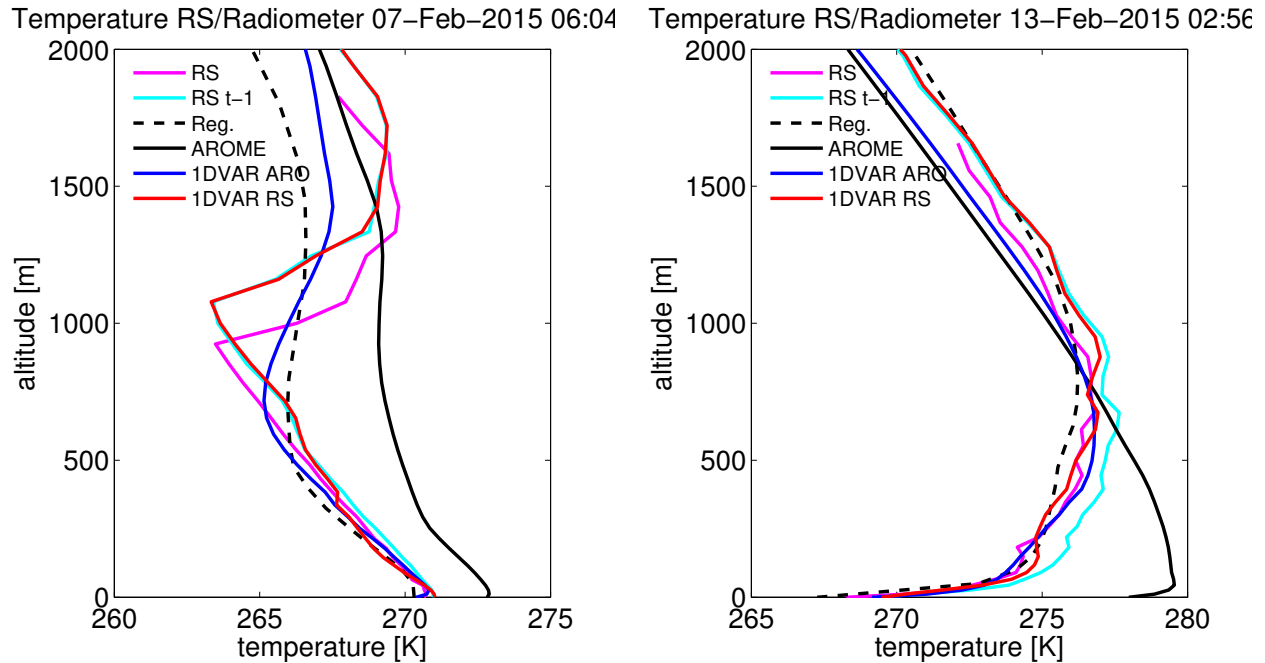 Temperature RS/Radiometer 07−Feb−2015 06:04
2000
1500
1000
500
0
260
265
270
275
altitude [m]
temperature [K]
RS
RS t−1
Reg.
AROME
1DVAR ARO
1DVAR RS
Temperature RS/Radiometer 13−Feb−2015 02:56
2000
1500
1000
500
0
265
270
275
280
altitude [m]
temperature [K]
RS
RS t−1
Reg.
AROME
1DVAR ARO
1DVAR RS